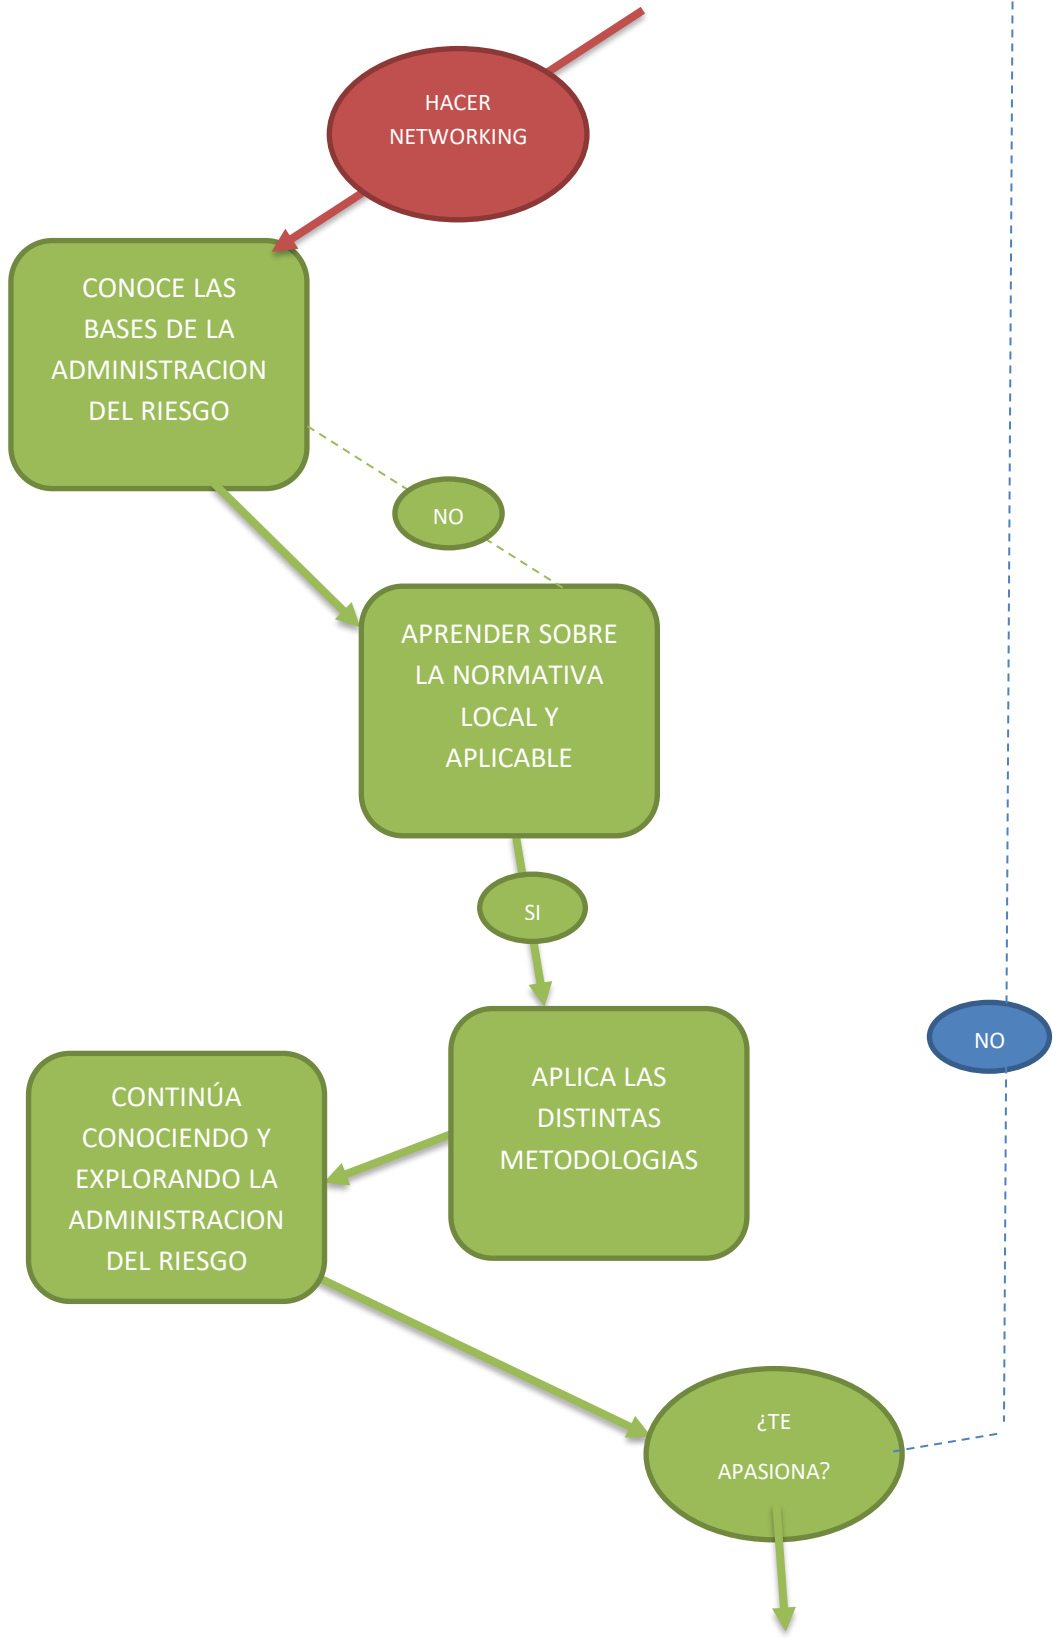 HACER
NETWORKING
CONOCE LAS
BASES DE LA
ADMINISTRACION
DEL RIESGO
NO
APRENDER SOBRE
LA NORMATIVA
LOCAL Y
APLICABLE
SI
APLICA LAS
DISTINTAS
METODOLOGIAS
NO
CONTINÚA
CONOCIENDO Y
EXPLORANDO LA
ADMINISTRACION
DEL RIESGO
¿TE
APASIONA?